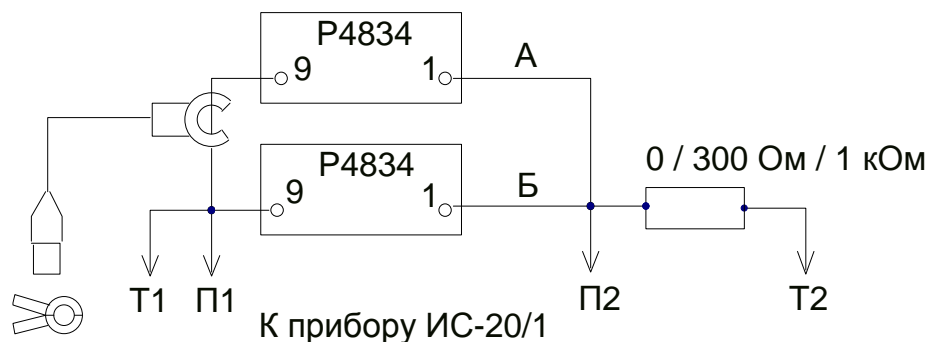 Р4834
9
1
А
Р4834
9
1
Б
0 / 300 Ом / 1 кОм
Т1
П1
П2
Т2
К прибору ИС-20/1